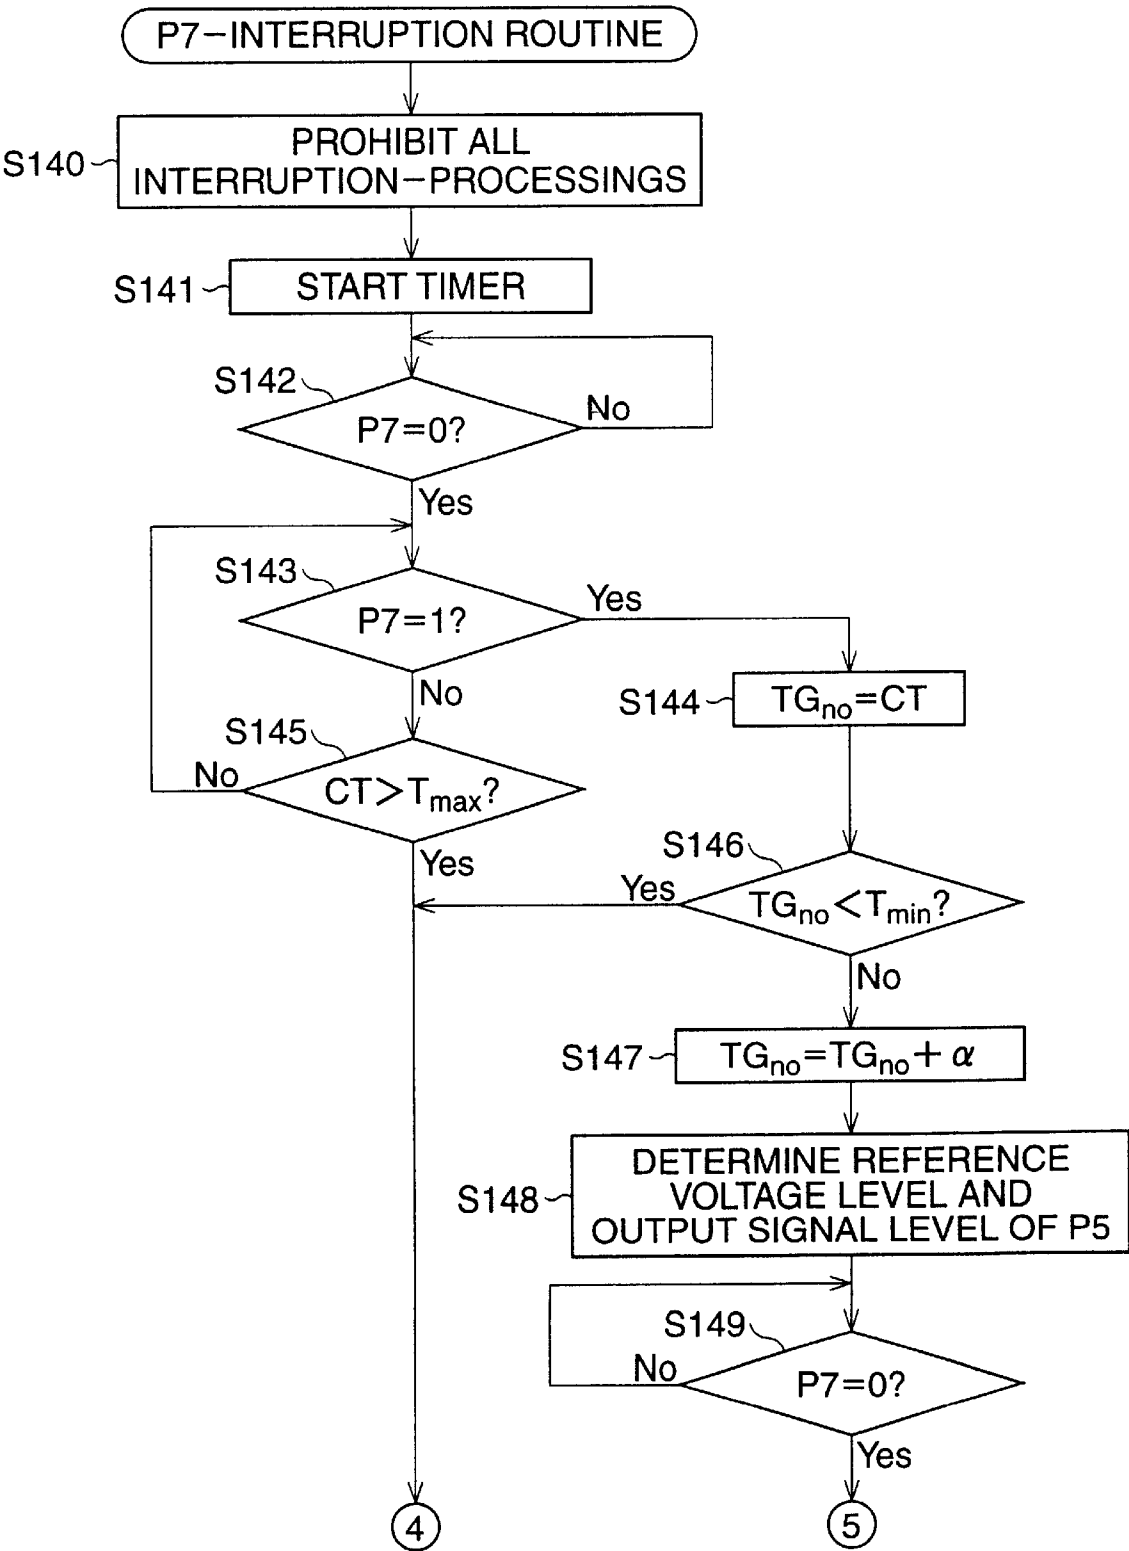 P7-INTERRUPTION ROUTINE
S140
PROHIBIT ALL
INTERRUPTION-PROCESSINGS
S141
START TIMER
S142
P7=0?
No
Yes
S143
P7=1?
Yes
No
S144
TGno=CT
S145
No
CT>Tmax?
Yes
S146
Yes
TGno<Tmin?
No
S147
TGno=TGno+α
S148
DETERMINE REFERENCE
VOLTAGE LEVEL AND
OUTPUT SIGNAL LEVEL OF P5
S149
No
P7=0?
Yes
4
5